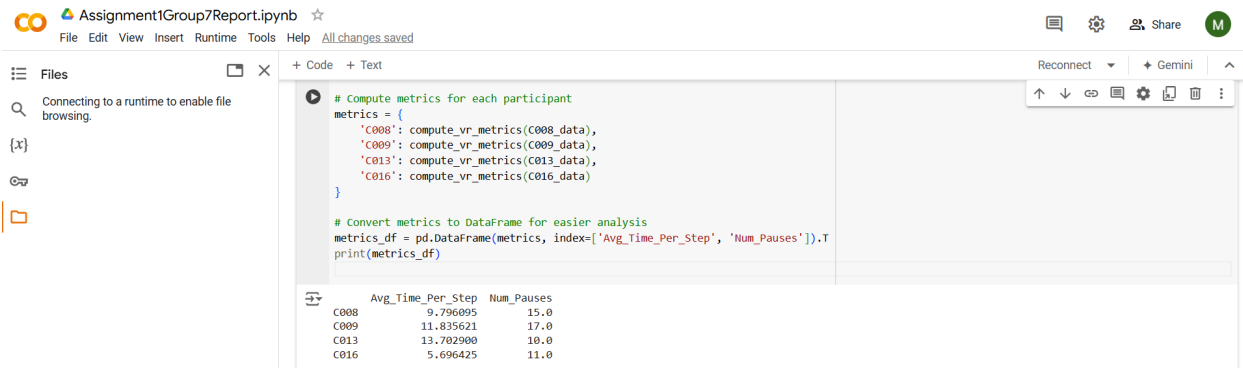 Assignment1Group7Report.ipynb
File Edit View Insert Runtime Tools Help All changes saved
Share
M
Files
+ Code + Text
Reconnect
Gemini
Connecting to a runtime to enable file
browsing.
{x}
# Compute metrics for each participant
metrics = {
    'C008': compute_vr_metrics(C008_data),
    'C009': compute_vr_metrics(C009_data),
    'C013': compute_vr_metrics(C013_data),
    'C016': compute_vr_metrics(C016_data)
}
# Convert metrics to DataFrame for easier analysis
metrics_df = pd.DataFrame(metrics, index=['Avg_Time_Per_Step', 'Num_Pauses']).T
print(metrics_df)
Avg_Time_Per_Step Num_Pauses
C008 9.796095 15.0
C009 11.835621 17.0
C013 13.702900 10.0
C016 5.696425 11.0